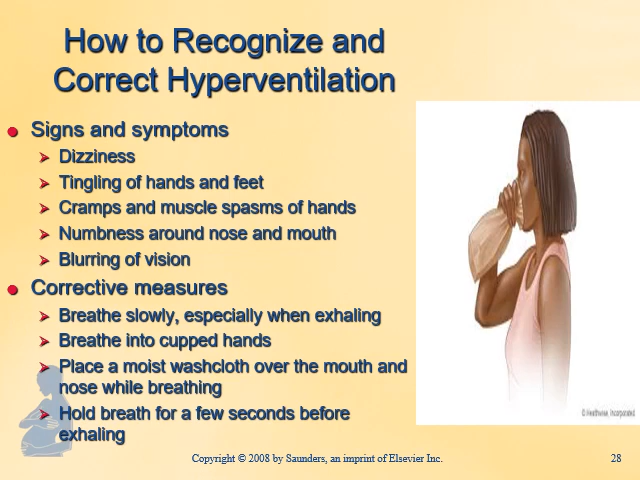 How to Recognize and
Correct Hyperventilation
Signs and symptoms
Dizziness
Tingling of hands and feet
Cramps and muscle spasms of hands
Numbness around nose and mouth
Blurring of vision
Corrective measures
Breathe slowly, especially when exhaling
Breathe into cupped hands
Place a moist washcloth over the mouth and
nose while breathing
Hold breath for a few seconds before
exhaling
© Healthwise, Incorporated
Copyright © 2008 by Saunders, an imprint of Elsevier Inc.
28